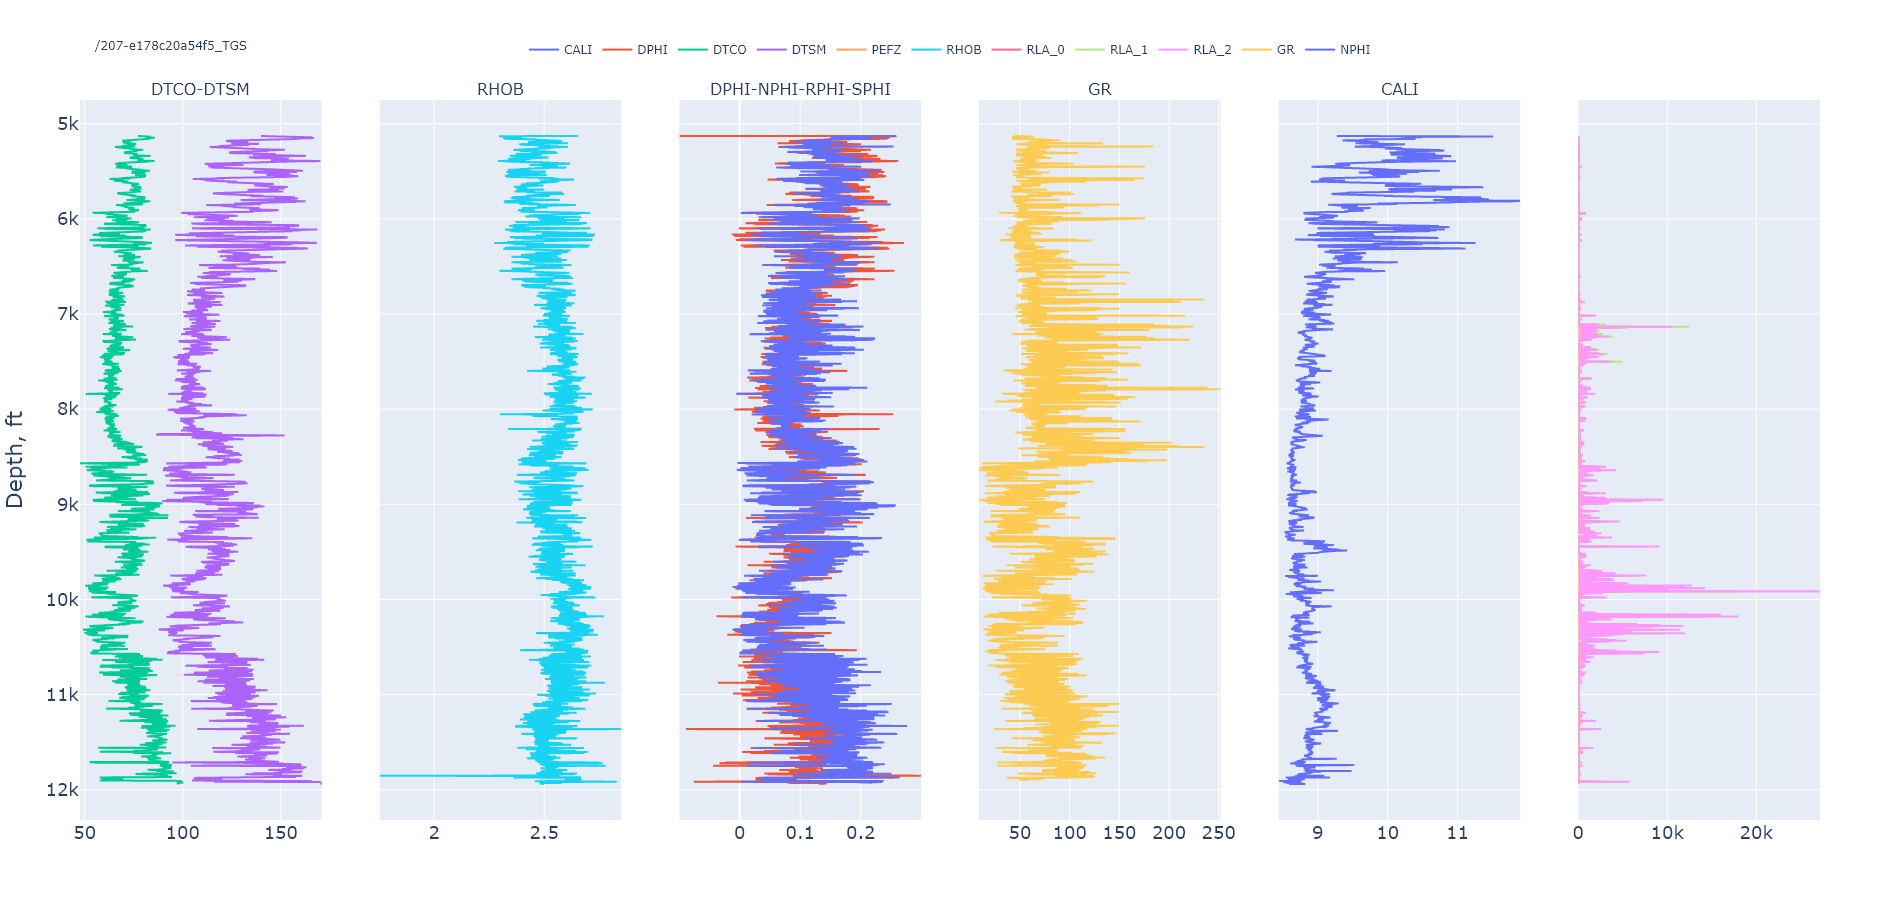 /207-e178c20a54f5_TGS
CALI DPHI DTCO DTSM PEFZ RHOB RLA_0 RLA_1 RLA_2 GR NPHI
DTCO-DTSM RHOB DPHI-NPHI-RPHI-SPHI GR CALI
Depth, ft
5k
6k
7k
8k
9k
10k
11k
12k
50 100 150 2 2.5 0 0.1 0.2 50 100 150 200 250 9 10 11 0 10k 20k